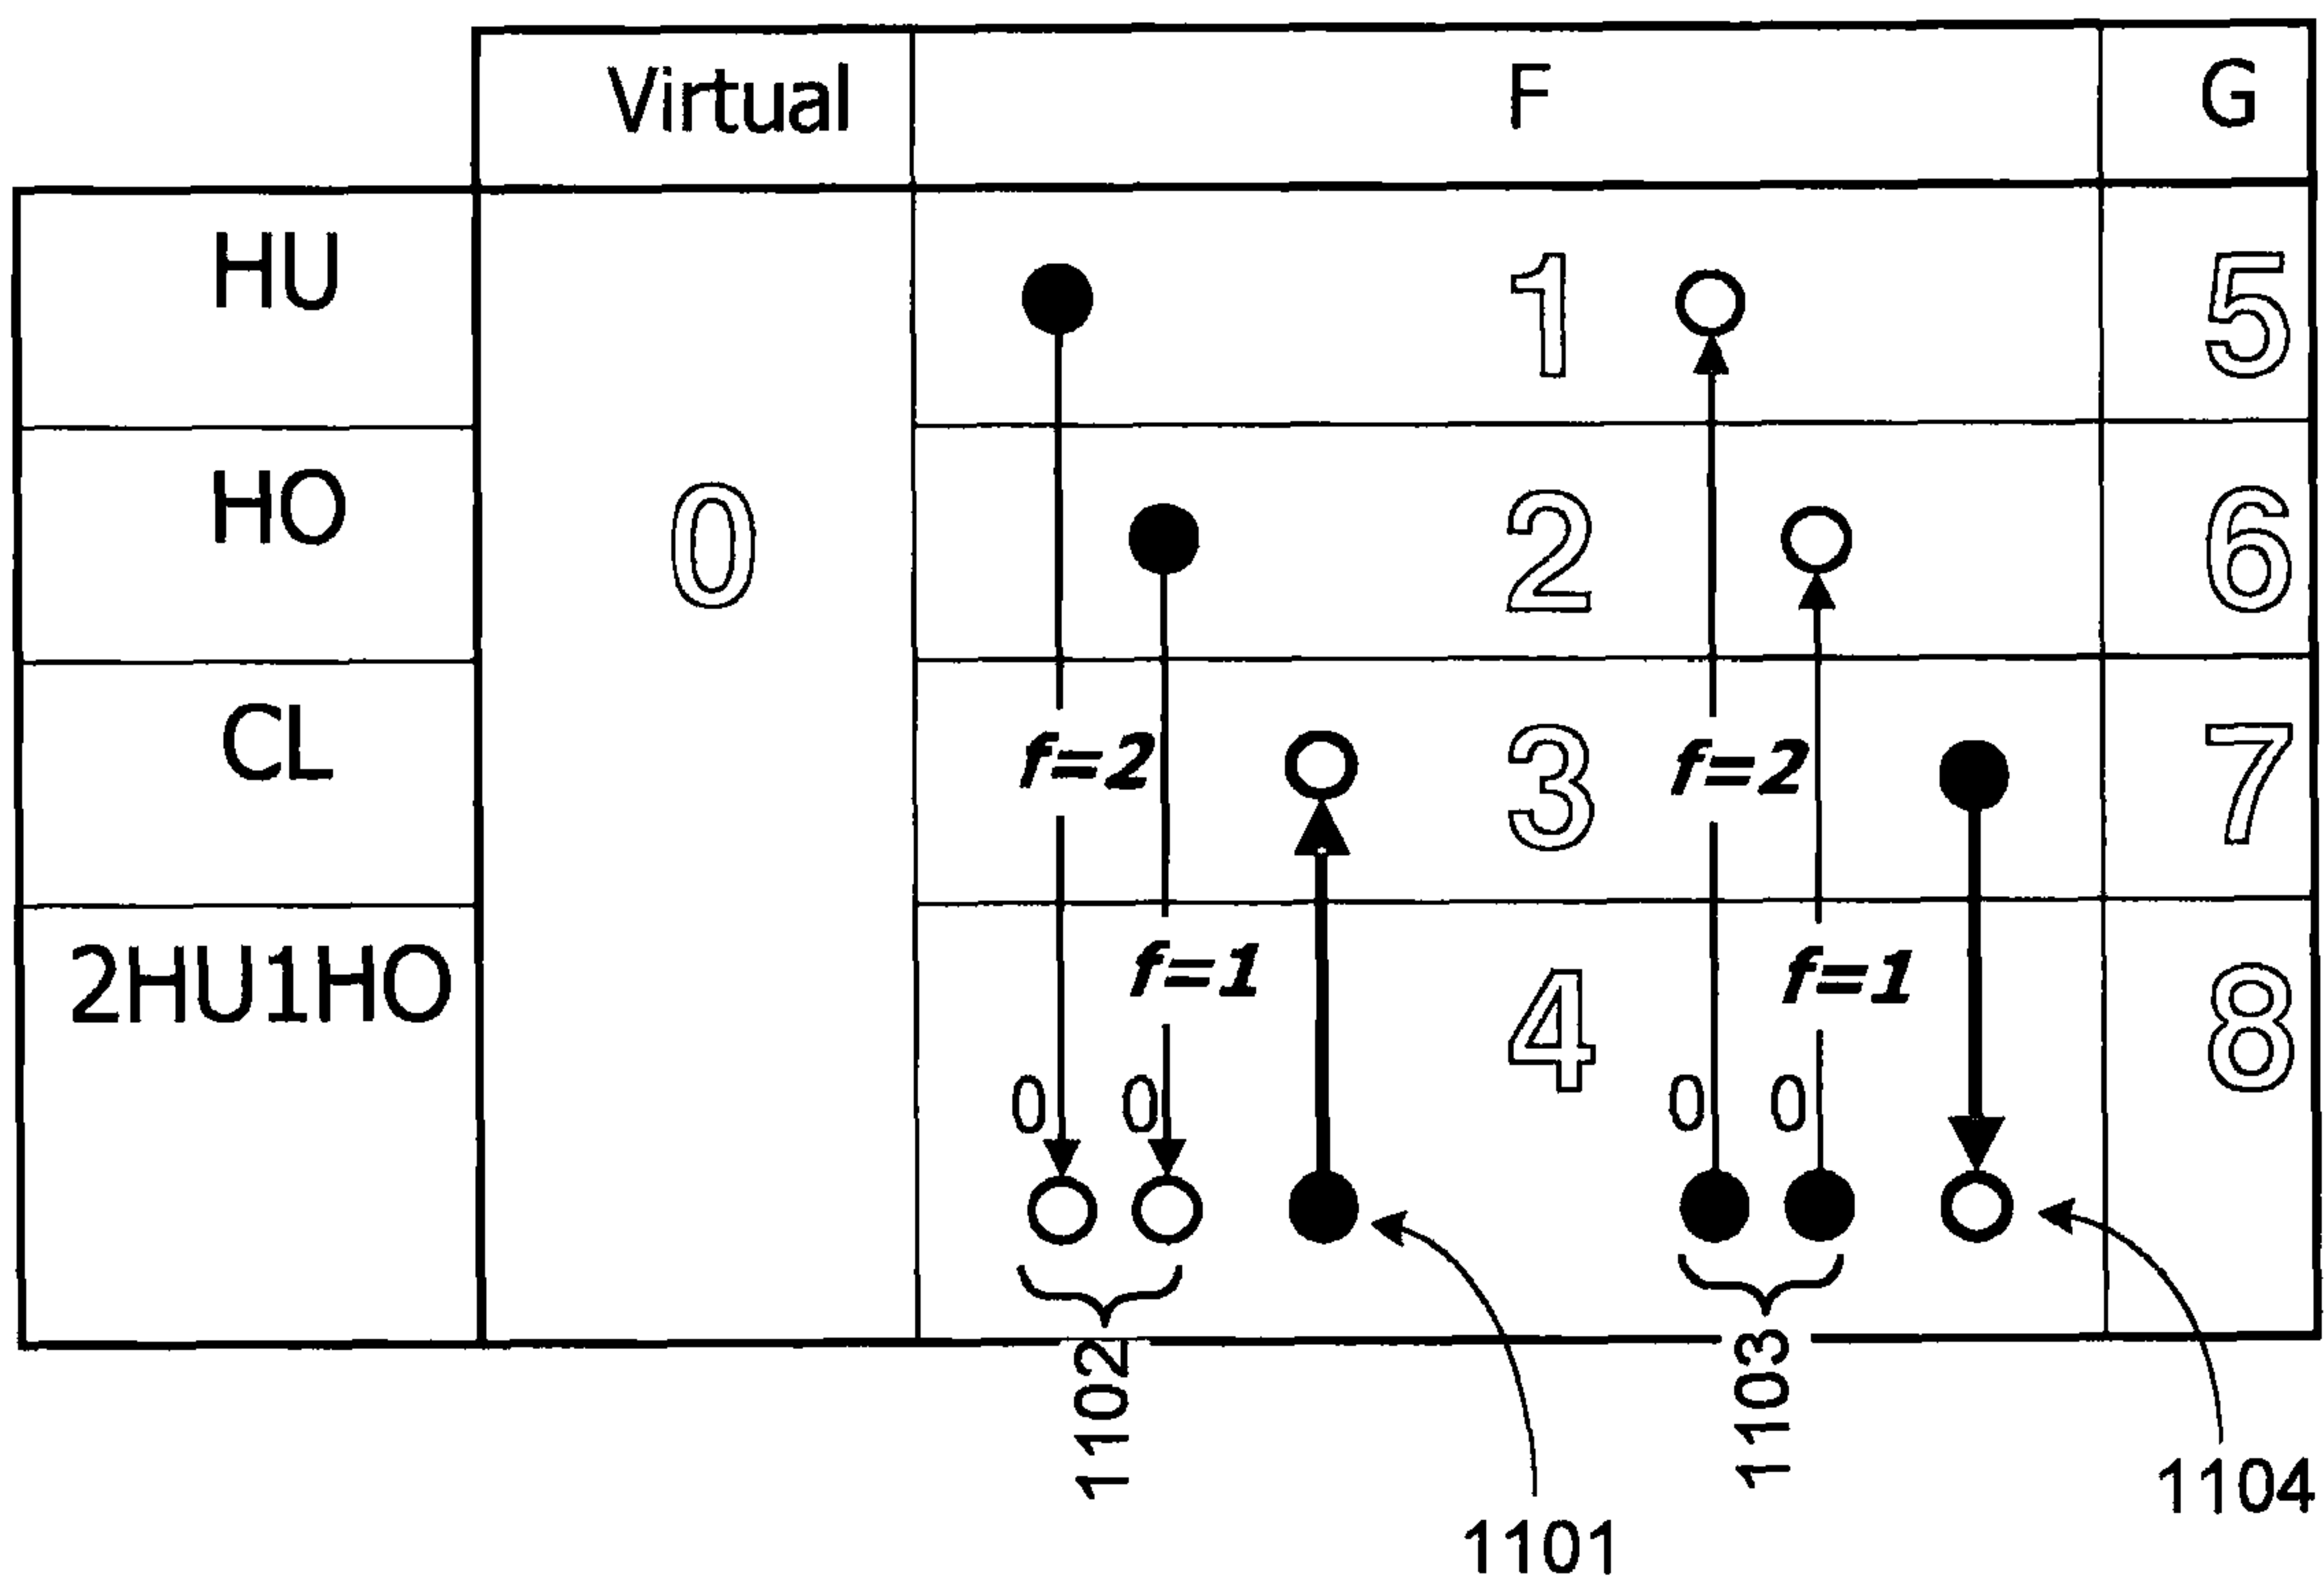 Virtual F G
HU 1 5
HO 0 2 6
CL f=2 3 f=2 7
2HU1HO f=1 4 f=1 8
0 0 0 0
1102 1103
1101 1104